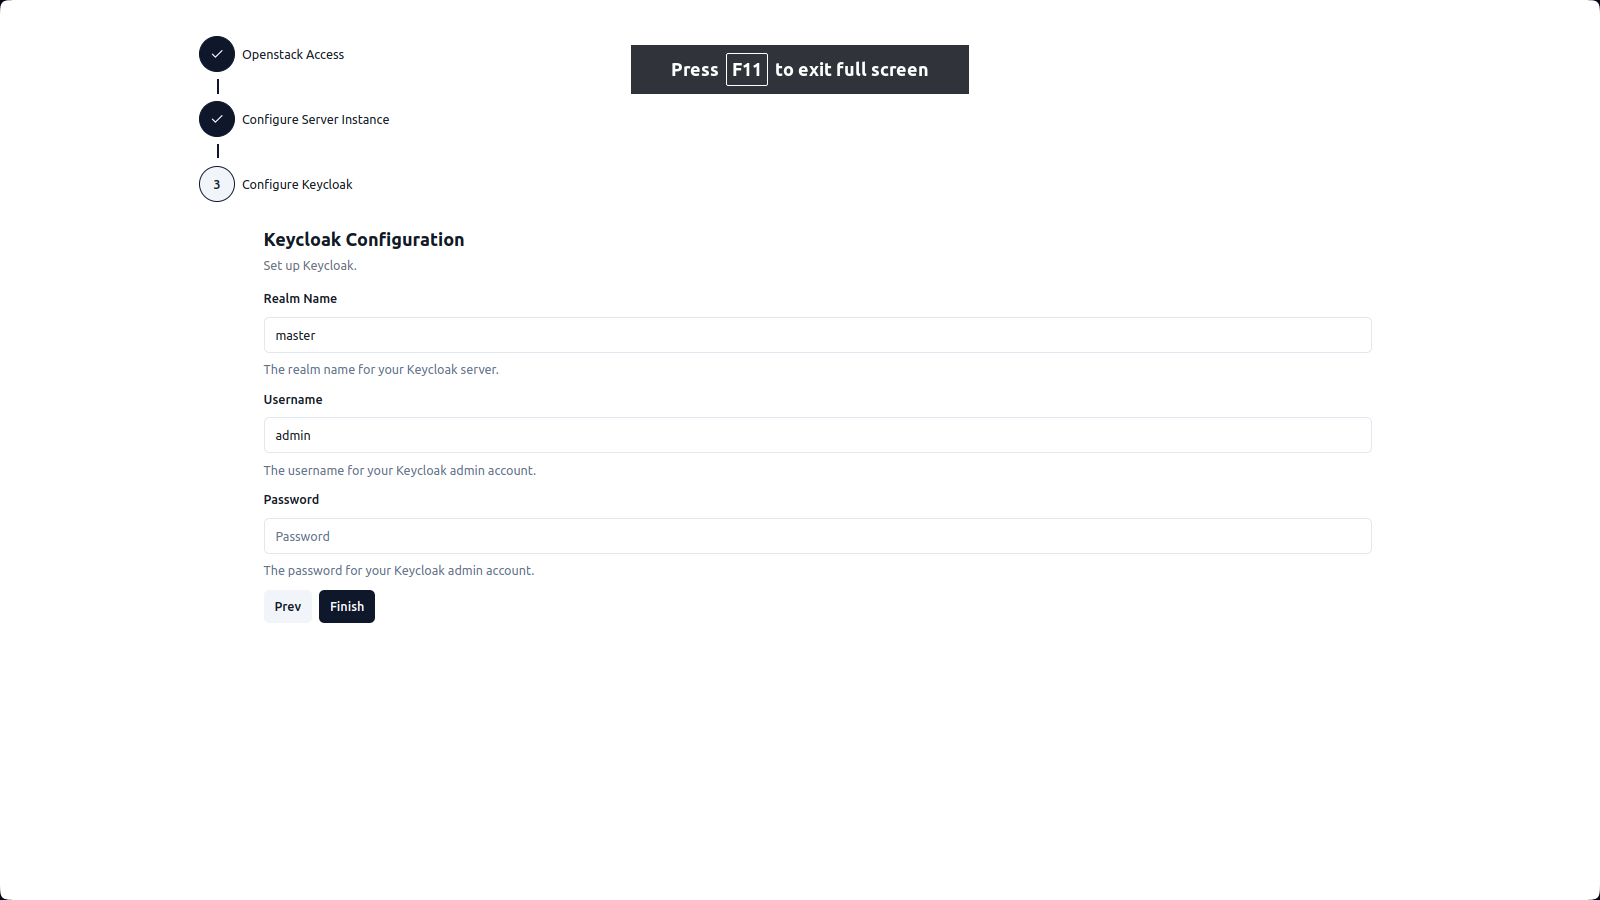 Openstack Access
Press F11 to exit full screen
Configure Server Instance
3 Configure Keycloak
Keycloak Configuration
Set up Keycloak.
Realm Name
master
The realm name for your Keycloak server.
Username
admin
The username for your Keycloak admin account.
Password
Password
The password for your Keycloak admin account.
Prev Finish